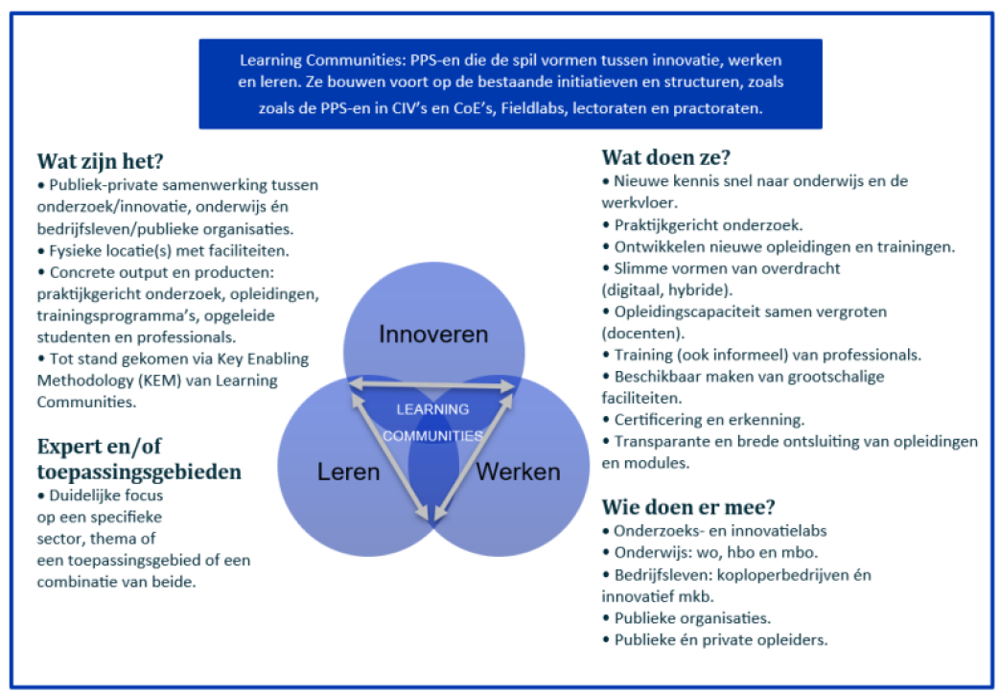 Learning Communities: PPS-en die de spil vormen tussen innovatie, werken
en leren. Ze bouwen voort op de bestaande initiatieven en structuren, zoals
zoals de PPS-en in CIV's en CoE's, Fieldlabs, lectoraten en practoraten.
Wat zijn het?
• Publiek-private samenwerking tussen
onderzoek/innovatie, onderwijs én
bedrijfsleven/publieke organisaties.
• Fysieke locatie(s) met faciliteiten.
• Concrete output en producten:
praktijkgericht onderzoek, opleidingen,
trainingsprogramma's, opgeleide
studenten en professionals.
• Tot stand gekomen via Key Enabling
Methodology (KEM) van Learning
Communities.
Expert en/of
toepassingsgebieden
• Duidelijke focus
op een specifieke
sector, thema of
een toepassingsgebied of een
combinatie van beide.
Innoveren
LEARNING
COMMUNITIES
Leren
Werken
Wat doen ze?
• Nieuwe kennis snel naar onderwijs en de
werkvloer.
• Praktijkgericht onderzoek.
• Ontwikkelen nieuwe opleidingen en trainingen.
• Slimme vormen van overdracht
(digitaal, hybride).
• Opleidingscapaciteit samen vergroten
(docenten).
• Training (ook informeel) van professionals.
• Beschikbaar maken van grootschalige
faciliteiten.
• Certificering en erkenning.
• Transparante en brede ontsluiting van opleidingen
en modules.
Wie doen er mee?
• Onderzoeks- en innovatielabs
• Onderwijs: wo, hbo en mbo.
• Bedrijfsleven: koploperbedrijven én
innovatief mkb.
• Publieke organisaties.
• Publieke én private opleiders.